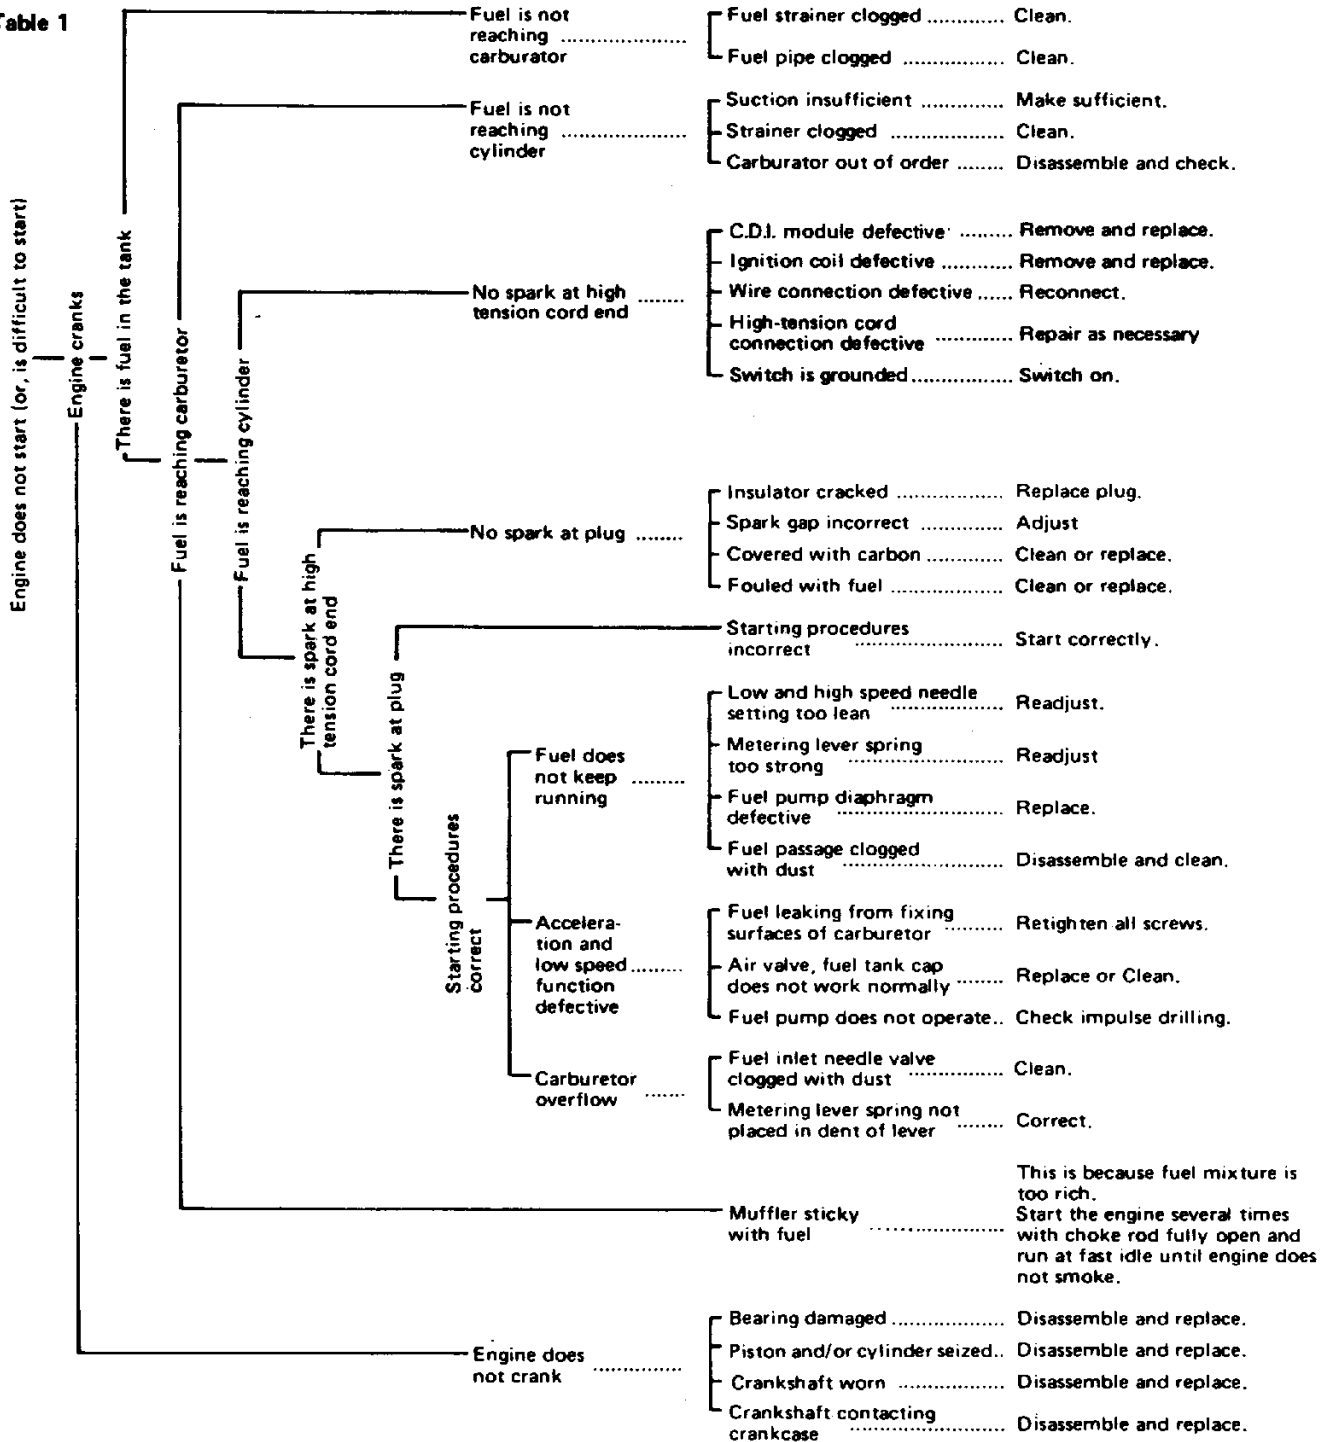 Table 1
Engine does not start (or, is difficult to start)
Engine cranks
There is fuel in the tank
Fuel is reaching carburetor
Fuel is reaching cylinder
There is spark at high
tension cord end
There is spark at plug
Starting procedures
correct
Fuel is not
reaching ....................
carburator
Fuel strainer clogged ............ Clean.
Fuel pipe clogged ................ Clean.
Fuel is not
reaching ....................
cylinder
Suction insufficient ............. Make sufficient.
Strainer clogged .................. Clean.
Carburator out of order ........ Disassemble and check.
No spark at high ........
tension cord end
C.D.I. module defective ......... Remove and replace.
Ignition coil defective ............ Remove and replace.
Wire connection defective ...... Reconnect.
High-tension cord
connection defective ............. Repair as necessary
Switch is grounded ................ Switch on.
No spark at plug ........
Insulator cracked .................. Replace plug.
Spark gap incorrect .............. Adjust
Covered with carbon ............. Clean or replace.
Fouled with fuel ................... Clean or replace.
Starting procedures
incorrect ......................... Start correctly.
Fuel does
not keep .........
running
Low and high speed needle
setting too lean ................... Readjust.
Metering lever spring
too strong ......................... Readjust
Fuel pump diaphragm
defective ........................... Replace.
Fuel passage clogged
with dust ........................... Disassemble and clean.
Accelera-
tion and
low speed .........
function
defective
Fuel leaking from fixing
surfaces of carburetor .......... Retighten all screws.
Air valve, fuel tank cap
does not work normally ........ Replace or Clean.
Fuel pump does not operate.. Check impulse drilling.
Carburetor
overflow ......
Fuel inlet needle valve
clogged with dust ................ Clean.
Metering lever spring not
placed in dent of lever ........ Correct.
Muffler sticky
with fuel .......................
This is because fuel mixture is
too rich.
Start the engine several times
with choke rod fully open and
run at fast idle until engine does
not smoke.
Engine does
not crank ..............
Bearing damaged ................... Disassemble and replace.
Piston and/or cylinder seized.. Disassemble and replace.
Crankshaft worn .................. Disassemble and replace.
Crankshaft contacting
crankcase .......................... Disassemble and replace.